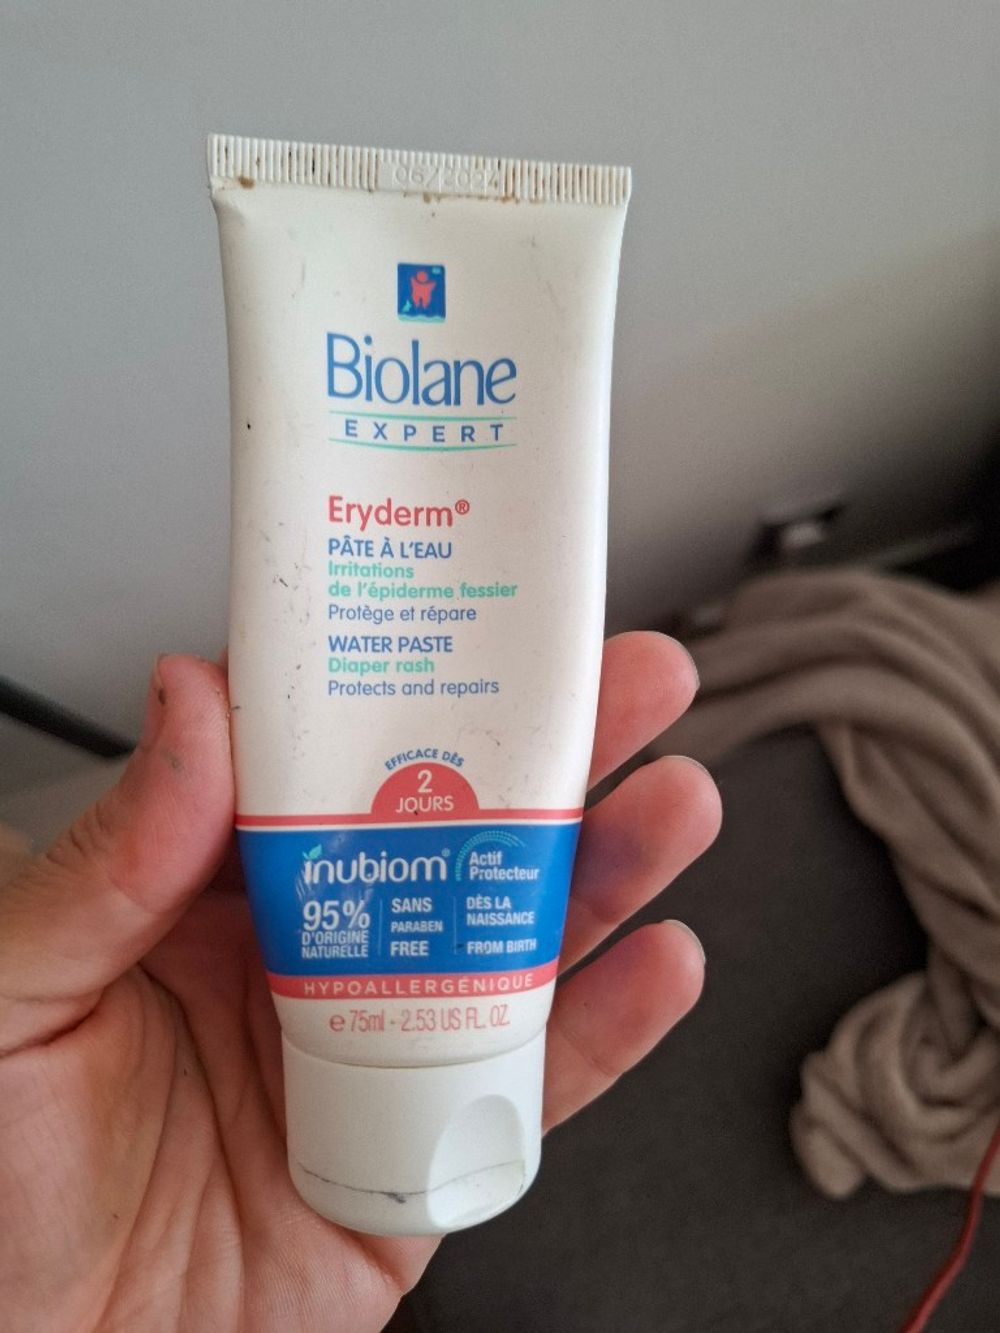 06/2024
Biolane
EXPERT
Eryderm®
PÂTE À L'EAU
Irritations
de l'épiderme fessier
Protège et répare
WATER PASTE
Diaper rash
Protects and repairs
EFFICACE DÈS
2
JOURS
inubiom®
Actif
Protecteur
95%
D'ORIGINE
NATURELLE
SANS
PARABEN
FREE
DÈS LA
NAISSANCE
FROM BIRTH
HYPOALLERGÉNIQUE
e 75ml - 2.53 US FL. OZ.